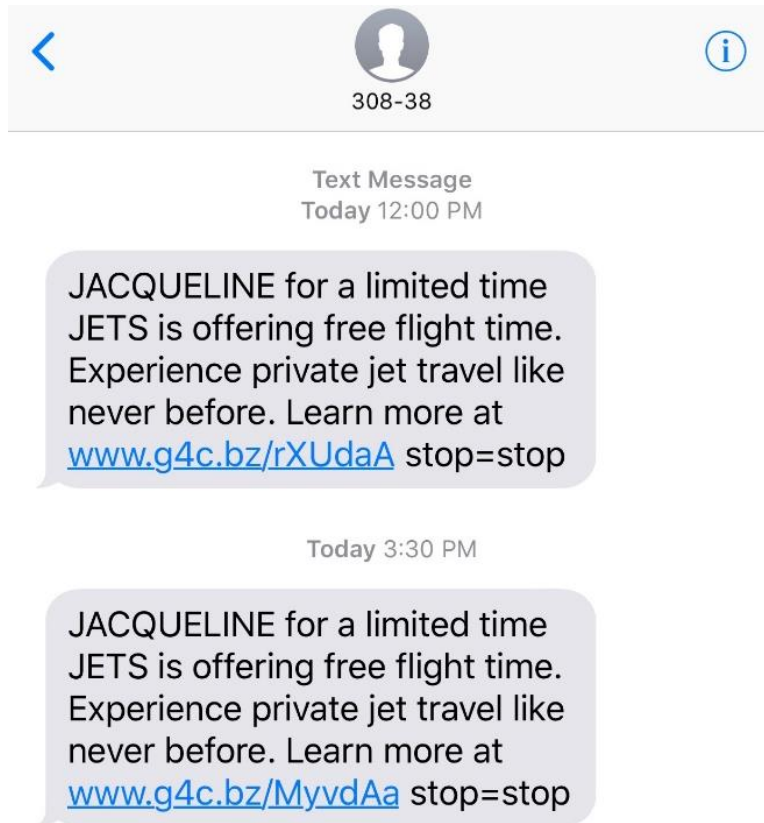 308-38
Text Message
Today 12:00 PM
JACQUELINE for a limited time
JETS is offering free flight time.
Experience private jet travel like
never before. Learn more at
www.g4c.bz/rXUdaA stop=stop
Today 3:30 PM
JACQUELINE for a limited time
JETS is offering free flight time.
Experience private jet travel like
never before. Learn more at
www.g4c.bz/MyvdAa stop=stop